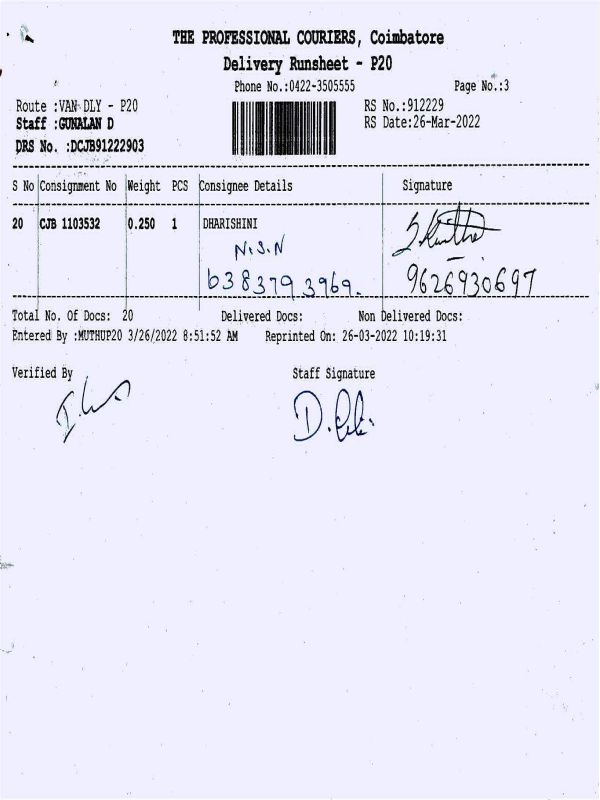 THE PROFESSIONAL COURIERS, Coimbatore
Delivery Runsheet - P20
Phone No.:0422-3505555 Page No.:3
Route :VAN DLY - P20 RS No.:912229
Staff :GUNALAN D RS Date:26-Mar-2022
DRS No. :DCJB91222903
S No Consignment No Weight PCS Consignee Details Signature
20 CJB 1103532 0.250 1 DHARISHINI
N.S.N
638379 3969. 9626930697
Total No. Of Docs: 20 Delivered Docs: Non Delivered Docs:
Entered By :MUTHUP20 3/26/2022 8:51:52 AM Reprinted On: 26-03-2022 10:19:31
Verified By Staff Signature